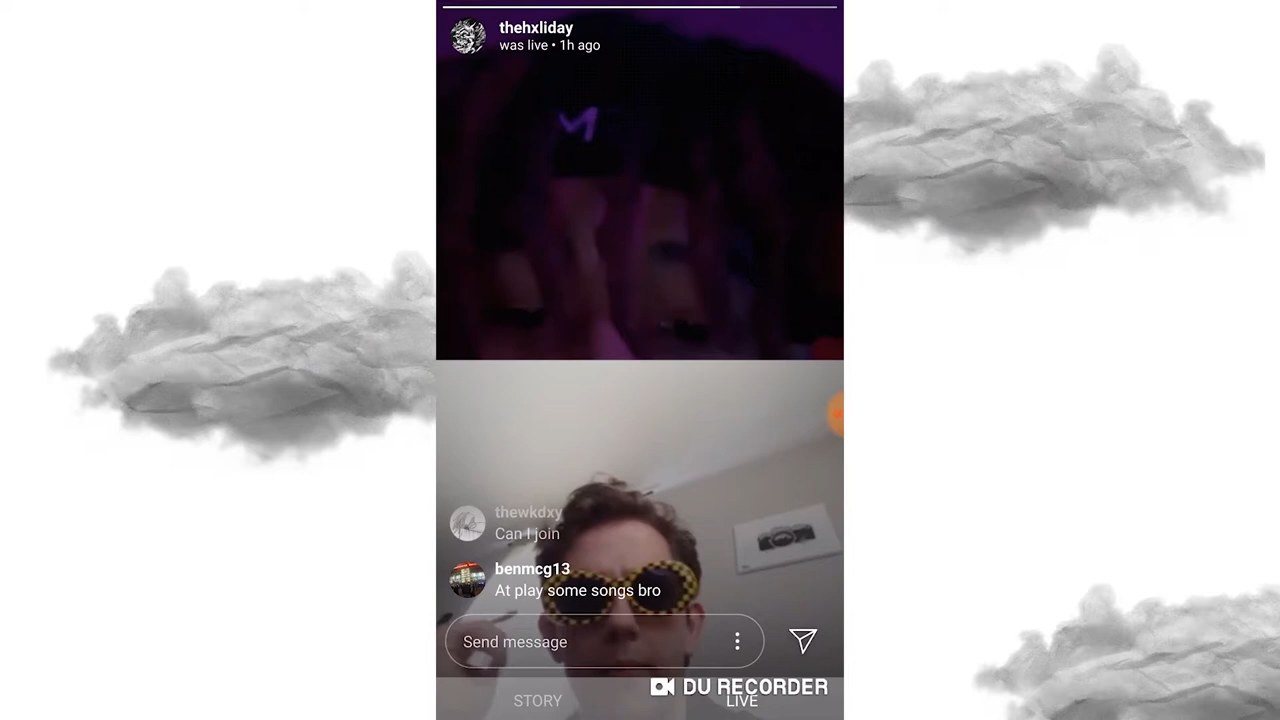 thehxliday
was live • 1h ago
thewkdxy
Can I join
benmcg13
At play some songs bro
Send message
DU RECORDER
STORY
LIVE